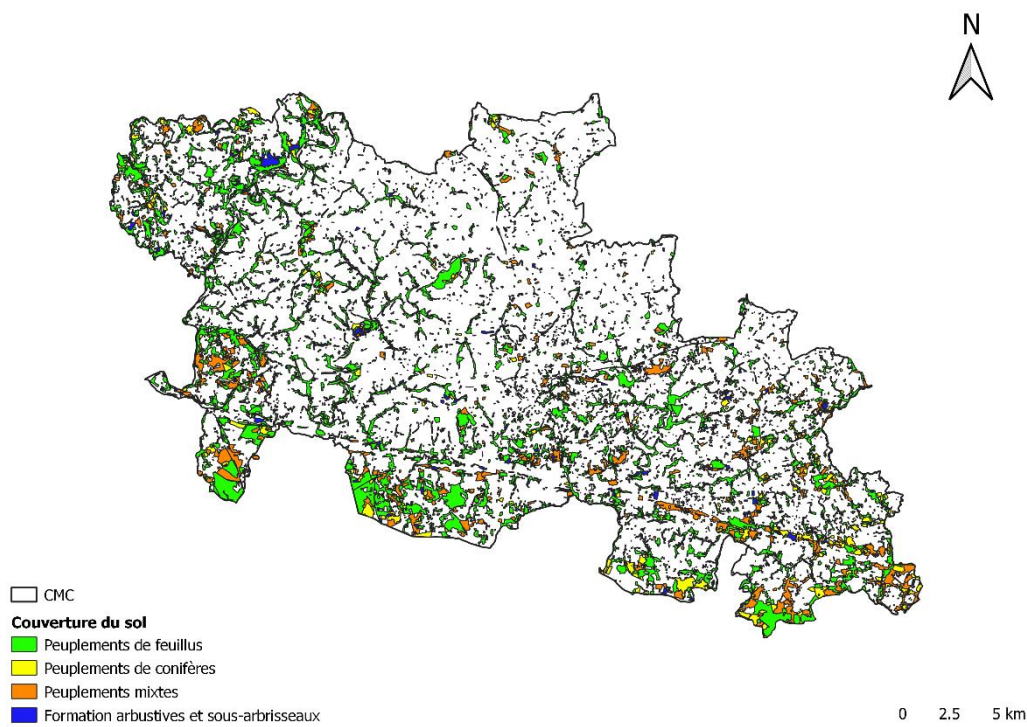 N
CMC
Couverture du sol
Peuplements de feuillus
Peuplements de conifères
Peuplements mixtes
Formation arbustives et sous-arbrisseaux
0 2.5 5 km